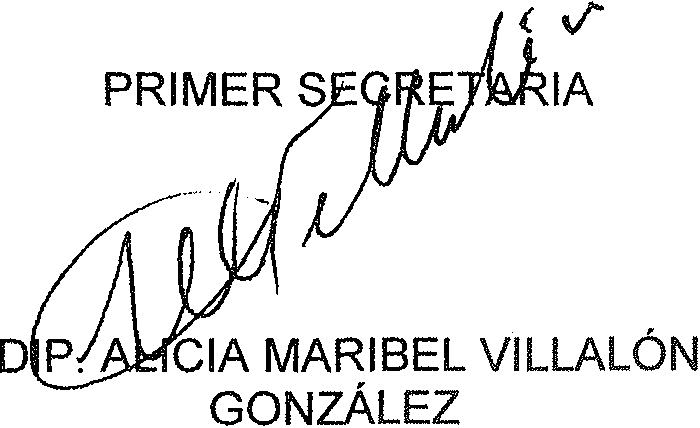 PRIMER SECRETARIA
DIP. ALICIA MARIBEL VILLALÓN
GONZÁLEZ